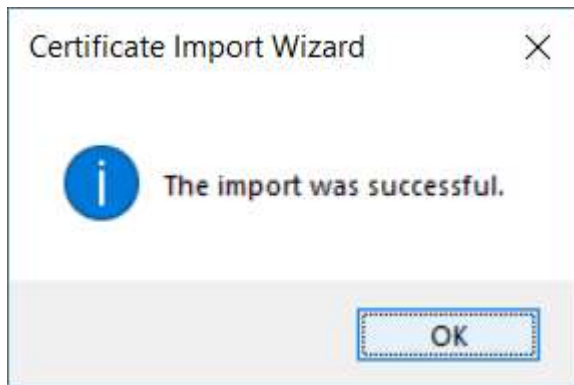 Certificate Import Wizard
The import was successful.
OK